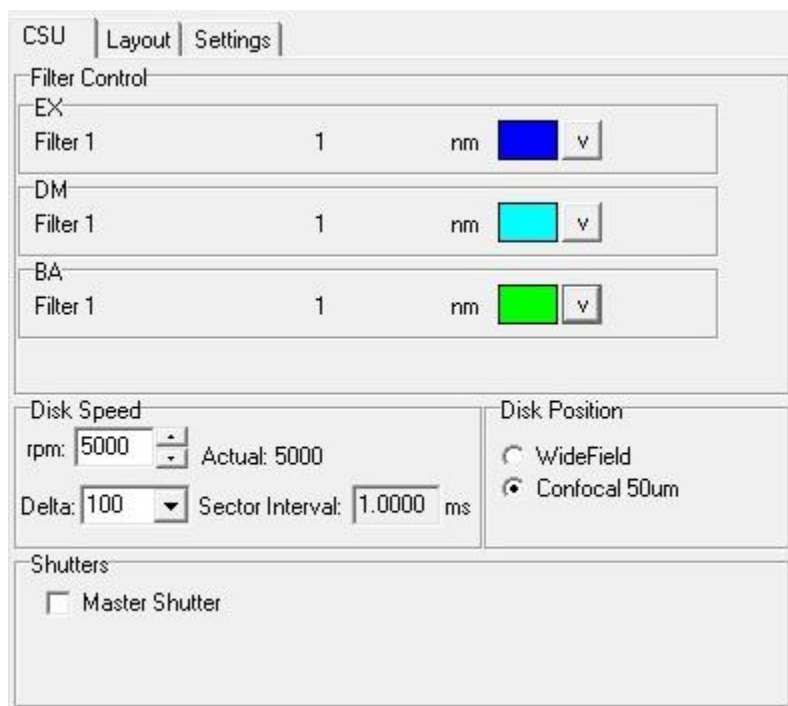 CSU Layout Settings
Filter Control
EX
Filter 1 1 nm v
DM
Filter 1 1 nm v
BA
Filter 1 1 nm v
Disk Speed
rpm: 5000 Actual: 5000
Delta: 100 Sector Interval: 1.0000 ms
Disk Position
WideField
Confocal 50um
Shutters
Master Shutter